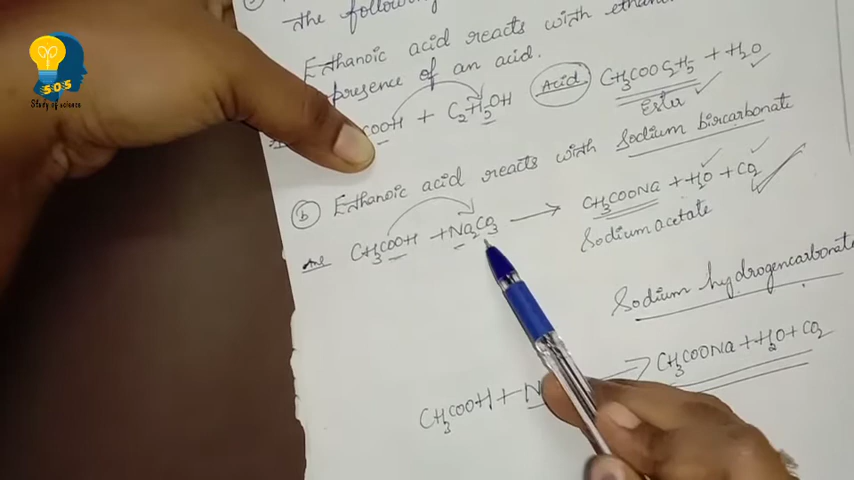 the following
Ethanoic acid reacts with ethan
presence of an acid.
COOH + C2H5OH Acid CH3COOC2H5 + H2O
Ester
b Ethanoic acid reacts with Sodium bircarbonate
Ans CH3COOH + Na2CO3 → CH3COONa + H2O + CO2
Sodium acetate
Sodium hydrogencarbonate
CH3COOH + N → CH3COONa + H2O + CO2
S.O.S
Study of science